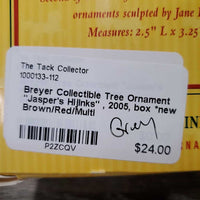 ornaments sculpted by Jane
Measures: 2.5" L x 3.25
The Tack Collector
1000133-112
Breyer Collectible Tree Ornament
"Jasper's Hijinks" , 2005, box *new
Brown/Red/Multi
Gray
P2ZCQV
$24.00